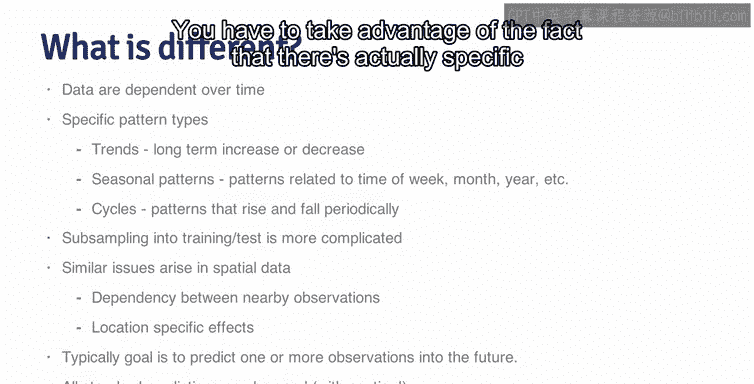 You have to take advantage of the fact
that there's actually specific
What is different?
· Data are dependent over time
· Specific pattern types
- Trends - long term increase or decrease
- Seasonal patterns - patterns related to time of week, month, year, etc.
- Cycles - patterns that rise and fall periodically
· Subsampling into training/test is more complicated
· Similar issues arise in spatial data
- Dependency between nearby observations
- Location specific effects
· Typically goal is to predict one or more observations into the future.